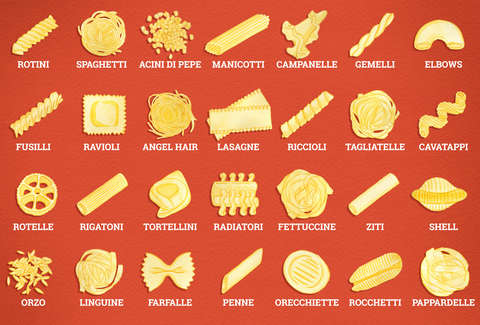 ROTINI SPAGHETTI ACINI DI PEPE MANICOTTI CAMPANELLE GEMELLI ELBOWS
FUSILLI RAVIOLI ANGEL HAIR LASAGNE RICCIOLI TAGLIATELLE CAVATAPPI
ROTELLE RIGATONI TORTELLINI RADIATORI FETTUCCINE ZITI SHELL
ORZO LINGUINE FARFALLE PENNE ORECCHIETTE ROCCHETTI PAPPARDELLE